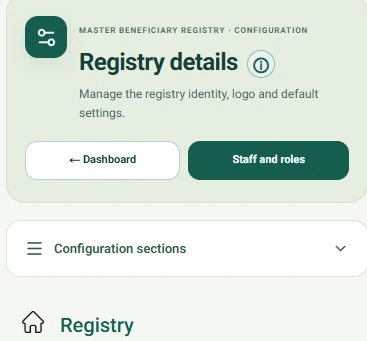 MASTER BENEFICIARY REGISTRY · CONFIGURATION
Registry details
Manage the registry identity, logo and default
settings.
← Dashboard
Staff and roles
Configuration sections
Registry